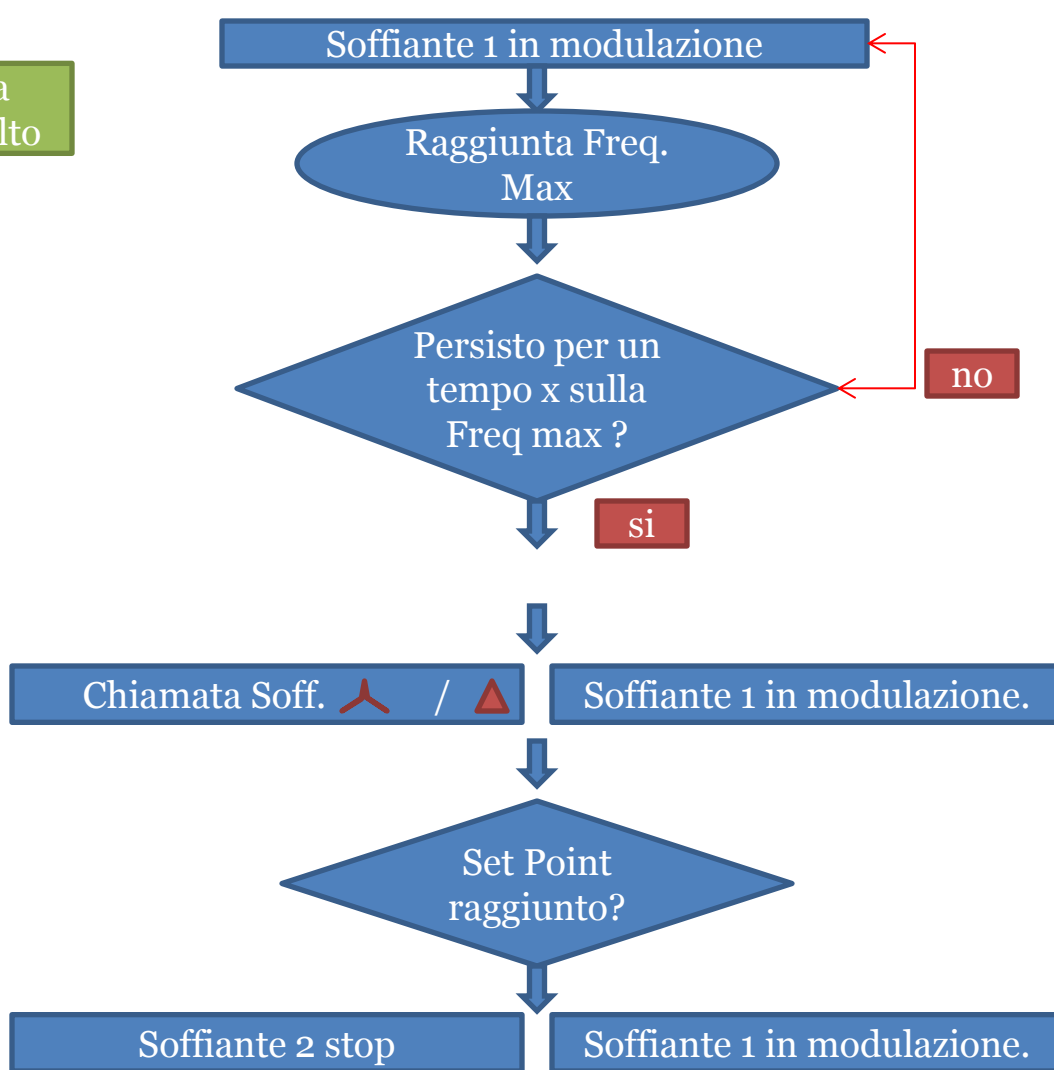 Soffiante 1 in modulazione
Raggiunta Freq.
Max
Persisto per un
tempo x sulla
Freq max ?
no
si
Chiamata Soff. /
Soffiante 1 in modulazione.
Set Point
raggiunto?
Soffiante 2 stop
Soffiante 1 in modulazione.